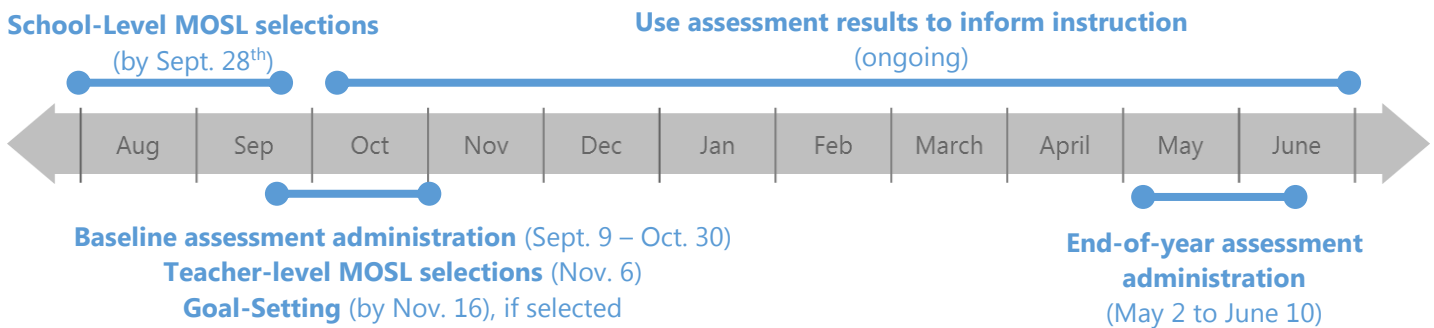 School-Level MOSL selections
(by Sept. 28th)
Use assessment results to inform instruction
(ongoing)
Aug Sep Oct Nov Dec Jan Feb March April May June
Baseline assessment administration (Sept. 9 – Oct. 30)
Teacher-level MOSL selections (Nov. 6)
Goal-Setting (by Nov. 16), if selected
End-of-year assessment
administration
(May 2 to June 10)